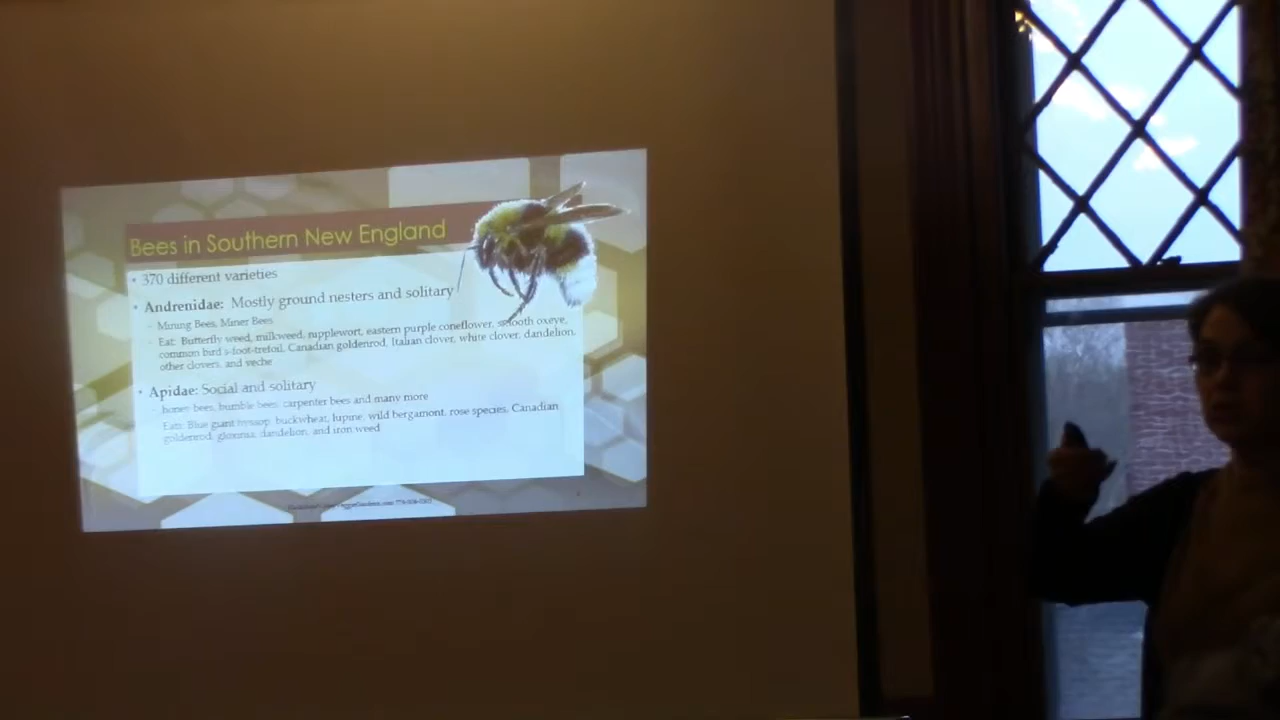 Bees in Southern New England
• 370 different varieties
• Andrenidae: Mostly ground nesters and solitary
– Mining Bees, Miner Bees
– Eat: Butterfly weed, milkweed, nipplewort, eastern purple coneflower, smooth oxeye,
common bird's-foot-trefoil, Canadian goldenrod, Italian clover, white clover, dandelion,
other clovers, and veche
• Apidae: Social and solitary
– honey bees, bumble bees, carpenter bees and many more
Eats: Blue giant hyssop, buckwheat, lupine, wild bergamont, rose species, Canadian
goldenrod, dandelion, and iron weed